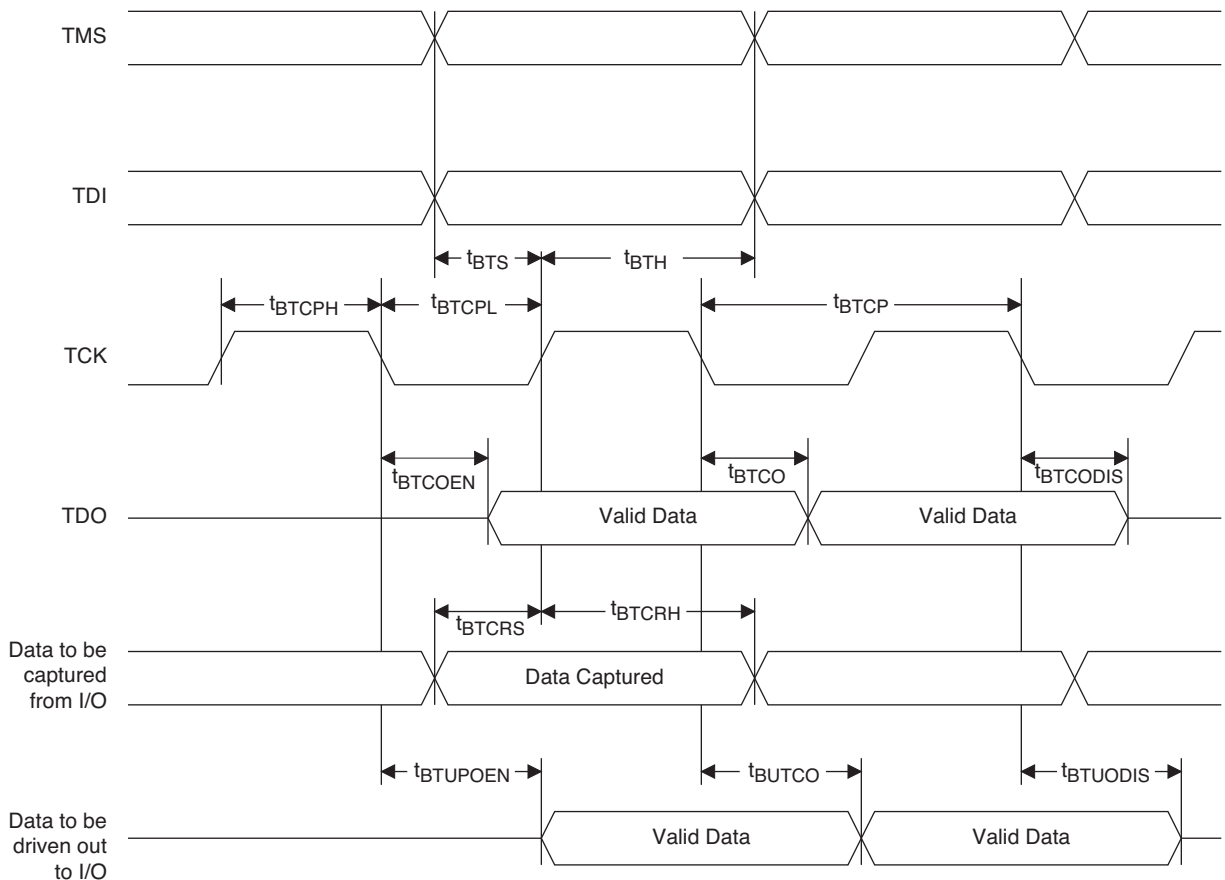 TMS
TDI
tBTS
tBTH
tBTCPH
tBTCPL
tBTCP
TCK
tBTCOEN
tBTCO
tBTCODIS
TDO
Valid Data
Valid Data
tBTCRS
tBTCRH
Data to be
captured
from I/O
Data Captured
tBTUPOEN
tBUTCO
tBTUODIS
Data to be
driven out
to I/O
Valid Data
Valid Data